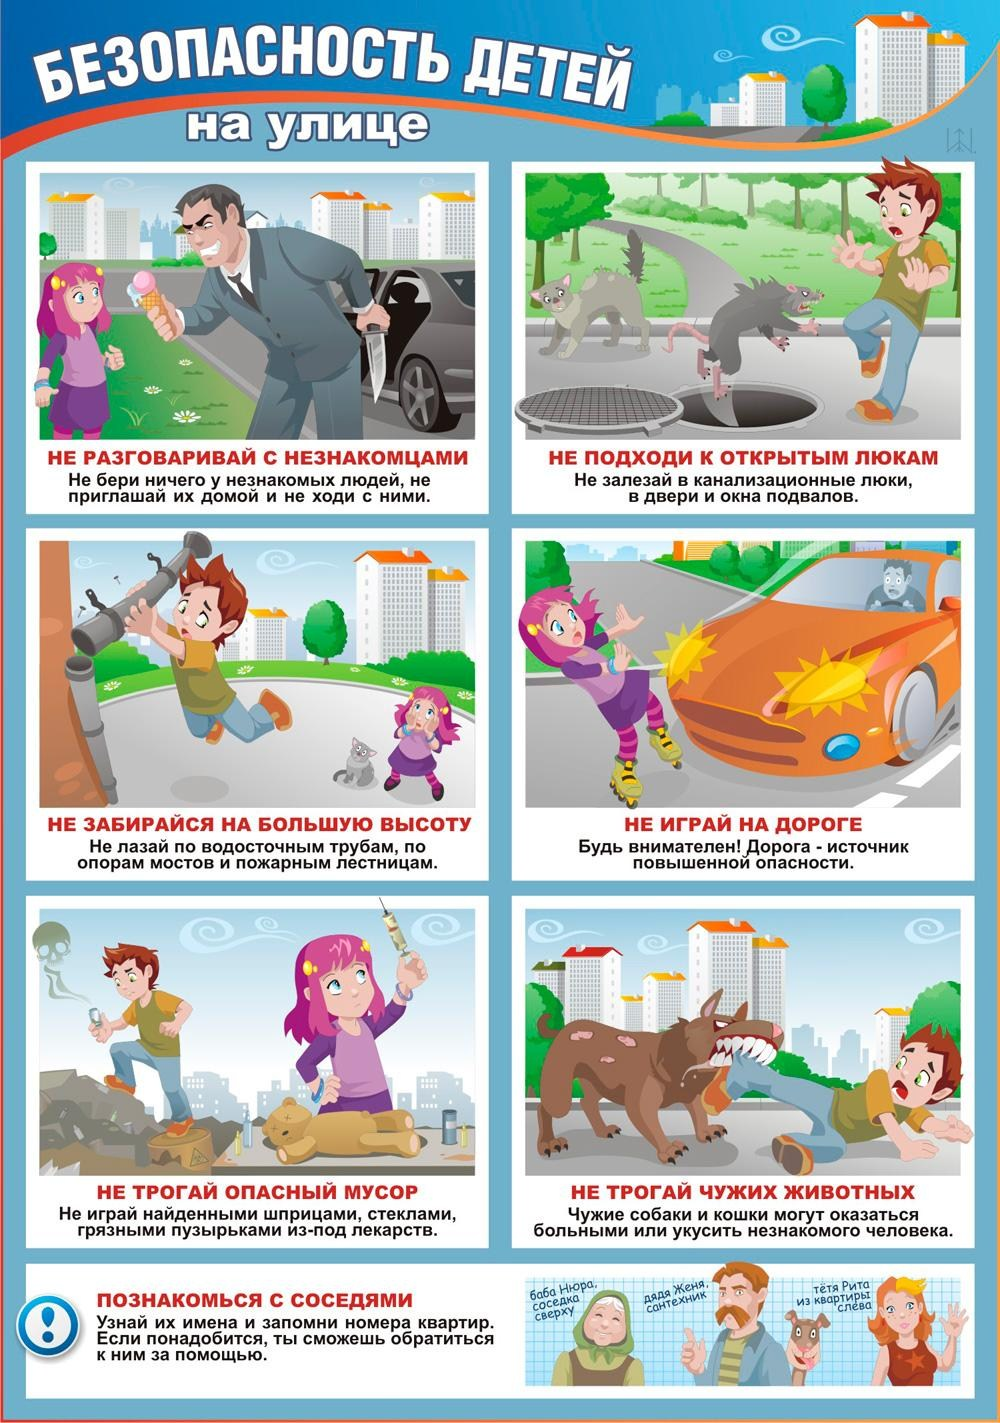 БЕЗОПАСНОСТЬ ДЕТЕЙ
на улице
НЕ РАЗГОВАРИВАЙ С НЕЗНАКОМЦАМИ
Не бери ничего у незнакомых людей, не
приглашай их домой и не ходи с ними.
НЕ ПОДХОДИ К ОТКРЫТЫМ ЛЮКАМ
Не залезай в канализационные люки,
в двери и окна подвалов.
НЕ ЗАБИРАЙСЯ НА БОЛЬШУЮ ВЫСОТУ
Не лазай по водосточным трубам, по
опорам мостов и пожарным лестницам.
НЕ ИГРАЙ НА ДОРОГЕ
Будь внимателен! Дорога - источник
повышенной опасности.
НЕ ТРОГАЙ ОПАСНЫЙ МУСОР
Не играй найденными шприцами, стеклами,
грязными пузырьками из-под лекарств.
НЕ ТРОГАЙ ЧУЖИХ ЖИВОТНЫХ
Чужие собаки и кошки могут оказаться
больными или укусить незнакомого человека.
ПОЗНАКОМЬСЯ С СОСЕДЯМИ
Узнай их имена и запомни номера квартир.
Если понадобится, ты сможешь обратиться
к ним за помощью.
баба Нюра,
соседка
сверху
дядя Женя,
сантехник
тётя Рита
из квартиры
слева